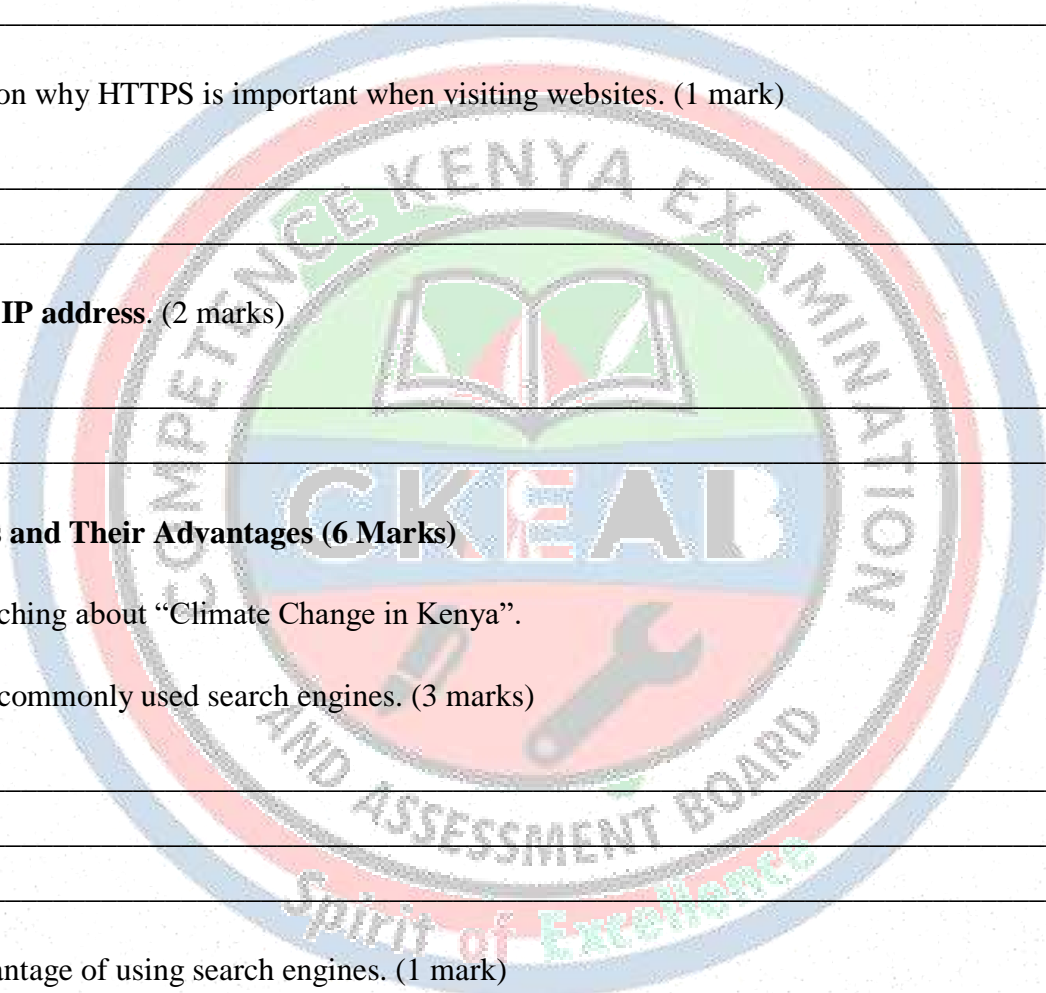 on why HTTPS is important when visiting websites. (1 mark)
COMPETENCE KENYA EXAMINATION
IP address. (2 marks)
CKEAB
s and Their Advantages (6 Marks)
ching about “Climate Change in Kenya”.
commonly used search engines. (3 marks)
AND ASSESSMENT BOARD
Spirit of Excellence
antage of using search engines. (1 mark)